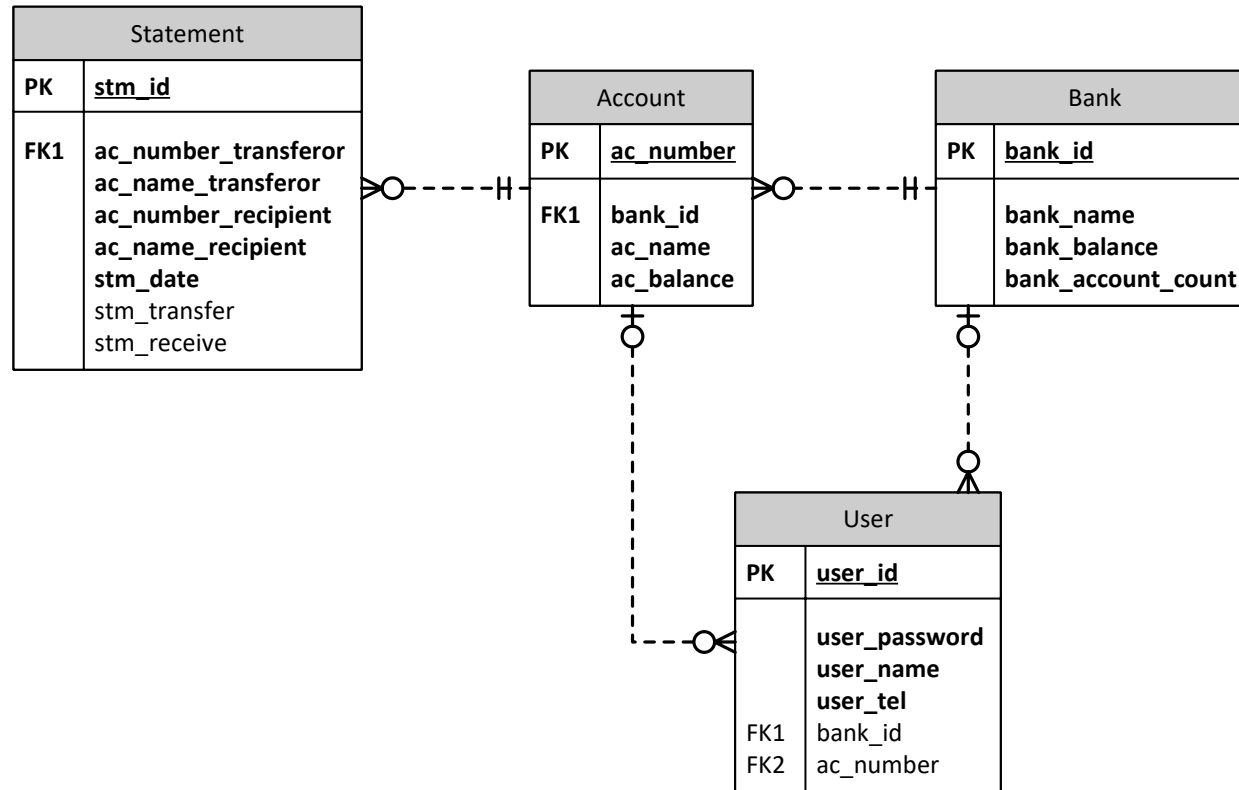 Statement
PK stm_id
FK1 ac_number_transferor
ac_name_transferor
ac_number_recipient
ac_name_recipient
stm_date
stm_transfer
stm_receive
Account
PK ac_number
FK1 bank_id
ac_name
ac_balance
Bank
PK bank_id
bank_name
bank_balance
bank_account_count
User
PK user_id
user_password
user_name
user_tel
FK1 bank_id
FK2 ac_number